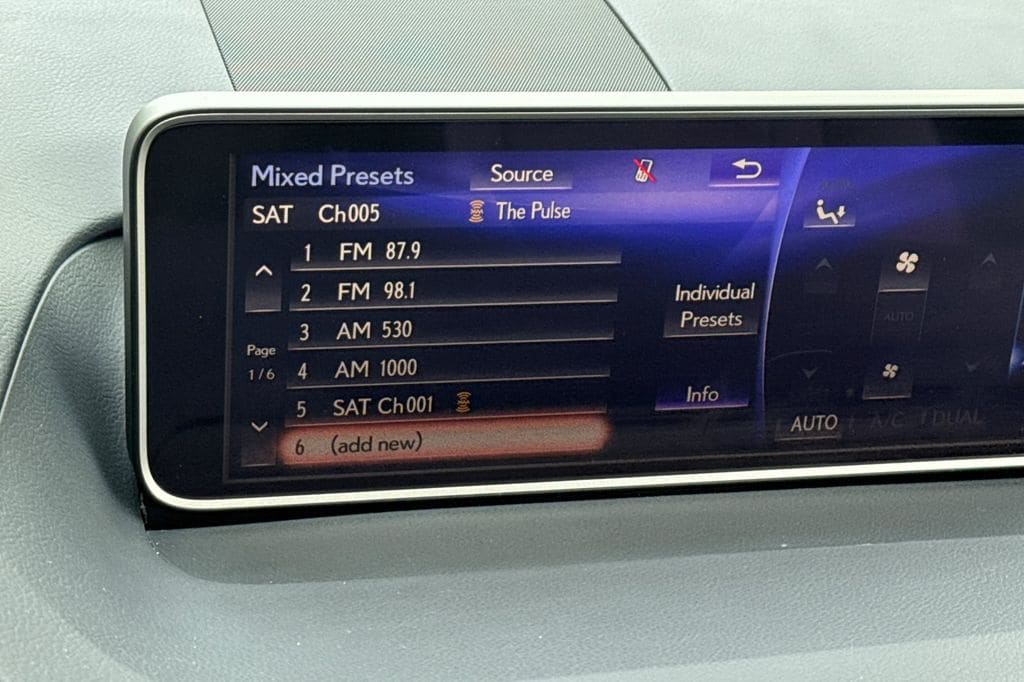 Mixed Presets Source
SAT Ch005 The Pulse
1 FM 87.9
2 FM 98.1
3 AM 530
4 AM 1000
5 SAT Ch001
6 (add new)
Page
1/6
Individual
Presets
Info
AUTO
AUTO A/C DUAL